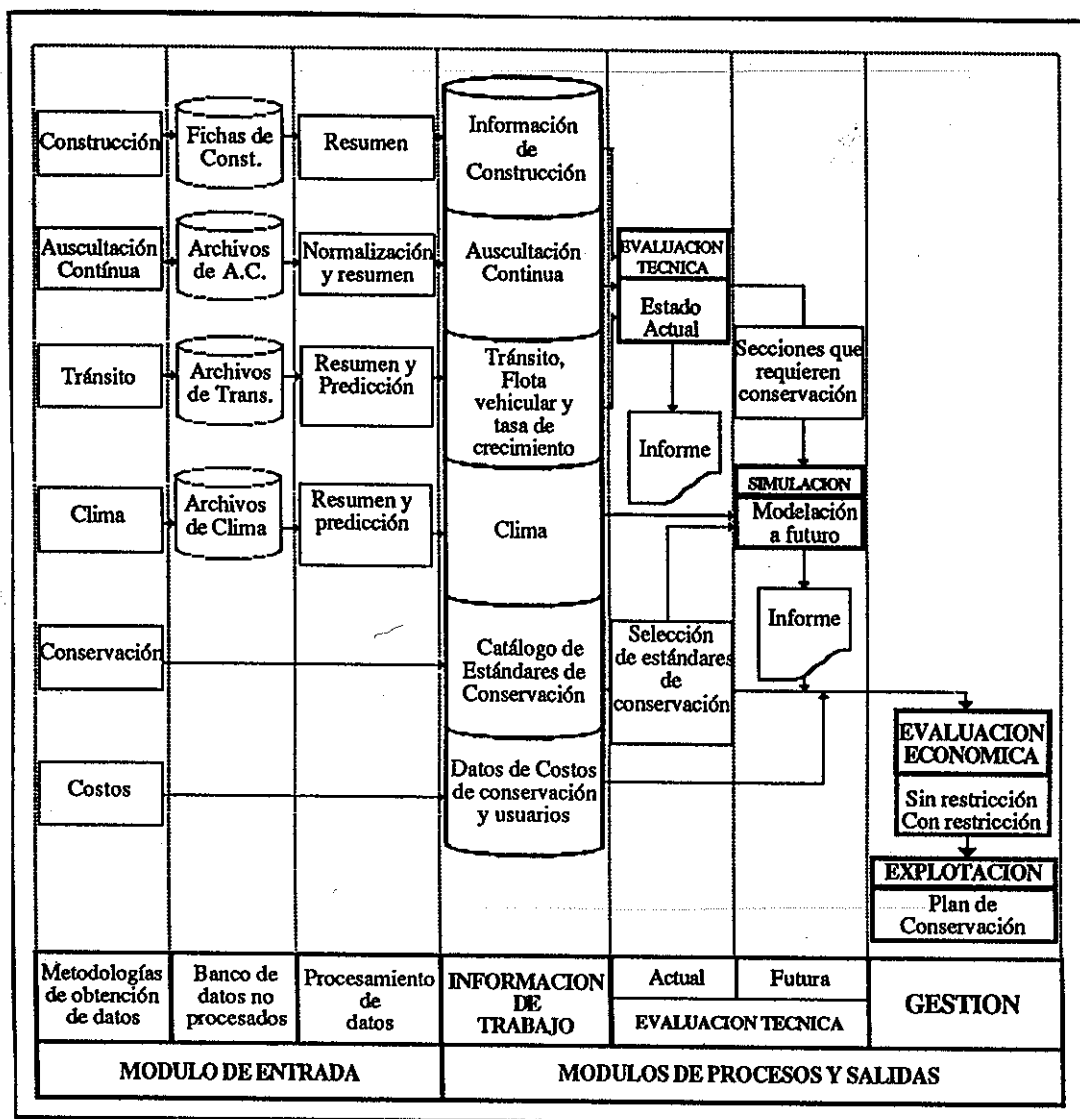 Construcción
Fichas de
Const.
Resumen
Información
de
Construcción
Auscultación
Contínua
Archivos
de A.C.
Normalización
y resumen
Auscultación
Continua
EVALUACION
TECNICA
Estado
Actual
Tránsito
Archivos
de Trans.
Resumen y
Predicción
Tránsito,
Flota
vehicular y
tasa de
crecimiento
Informe
Secciones que
requieren
conservación
Clima
Archivos
de Clima
Resumen y
predicción
Clima
SIMULACION
Modelación
a futuro
Informe
Conservación
Catálogo de
Estándares de
Conservación
Selección
de estándares
de
conservación
Costos
Datos de Costos
de conservación
y usuarios
EVALUACION
ECONOMICA
Sin restricción
Con restricción
EXPLOTACION
Plan de
Conservación
Metodologías
de obtención
de datos
Banco de
datos no
procesados
Procesamiento
de
datos
INFORMACION
DE
TRABAJO
Actual
Futura
EVALUACION TECNICA
GESTION
MODULO DE ENTRADA
MODULOS DE PROCESOS Y SALIDAS